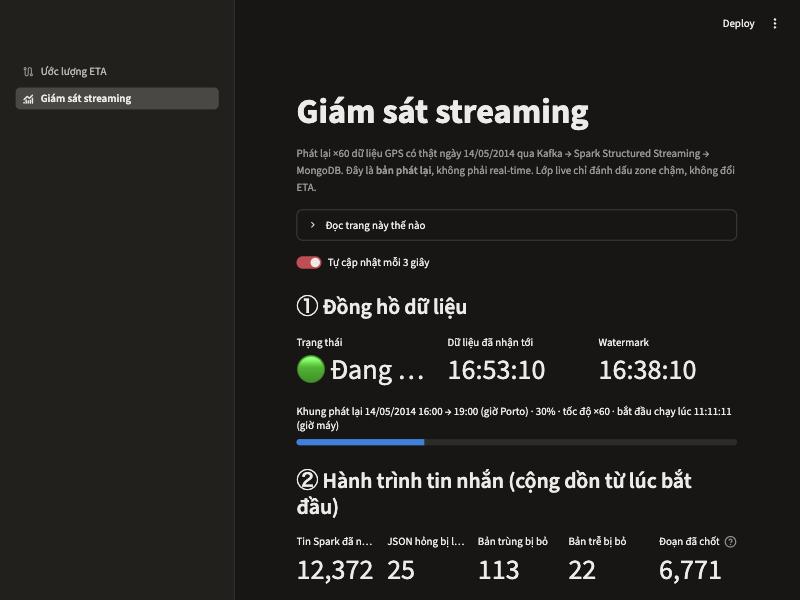 Deploy
Ước lượng ETA
Giám sát streaming
Giám sát streaming
Phát lại ×60 dữ liệu GPS có thật ngày 14/05/2014 qua Kafka → Spark Structured Streaming →
MongoDB. Đây là bản phát lại, không phải real-time. Lớp live chỉ đánh dấu zone chậm, không đổi
ETA.
Đọc trang này thế nào
Tự cập nhật mỗi 3 giây
① Đồng hồ dữ liệu
Trạng thái Dữ liệu đã nhận tới Watermark
Đang … 16:53:10 16:38:10
Khung phát lại 14/05/2014 16:00 → 19:00 (giờ Porto) · 30% · tốc độ ×60 · bắt đầu chạy lúc 11:11:11
(giờ máy)
② Hành trình tin nhắn (cộng dồn từ lúc bắt
đầu)
Tin Spark đã n… JSON hỏng bị l… Bản trùng bị bỏ Bản trễ bị bỏ Đoạn đã chốt ?
12,372 25 113 22 6,771